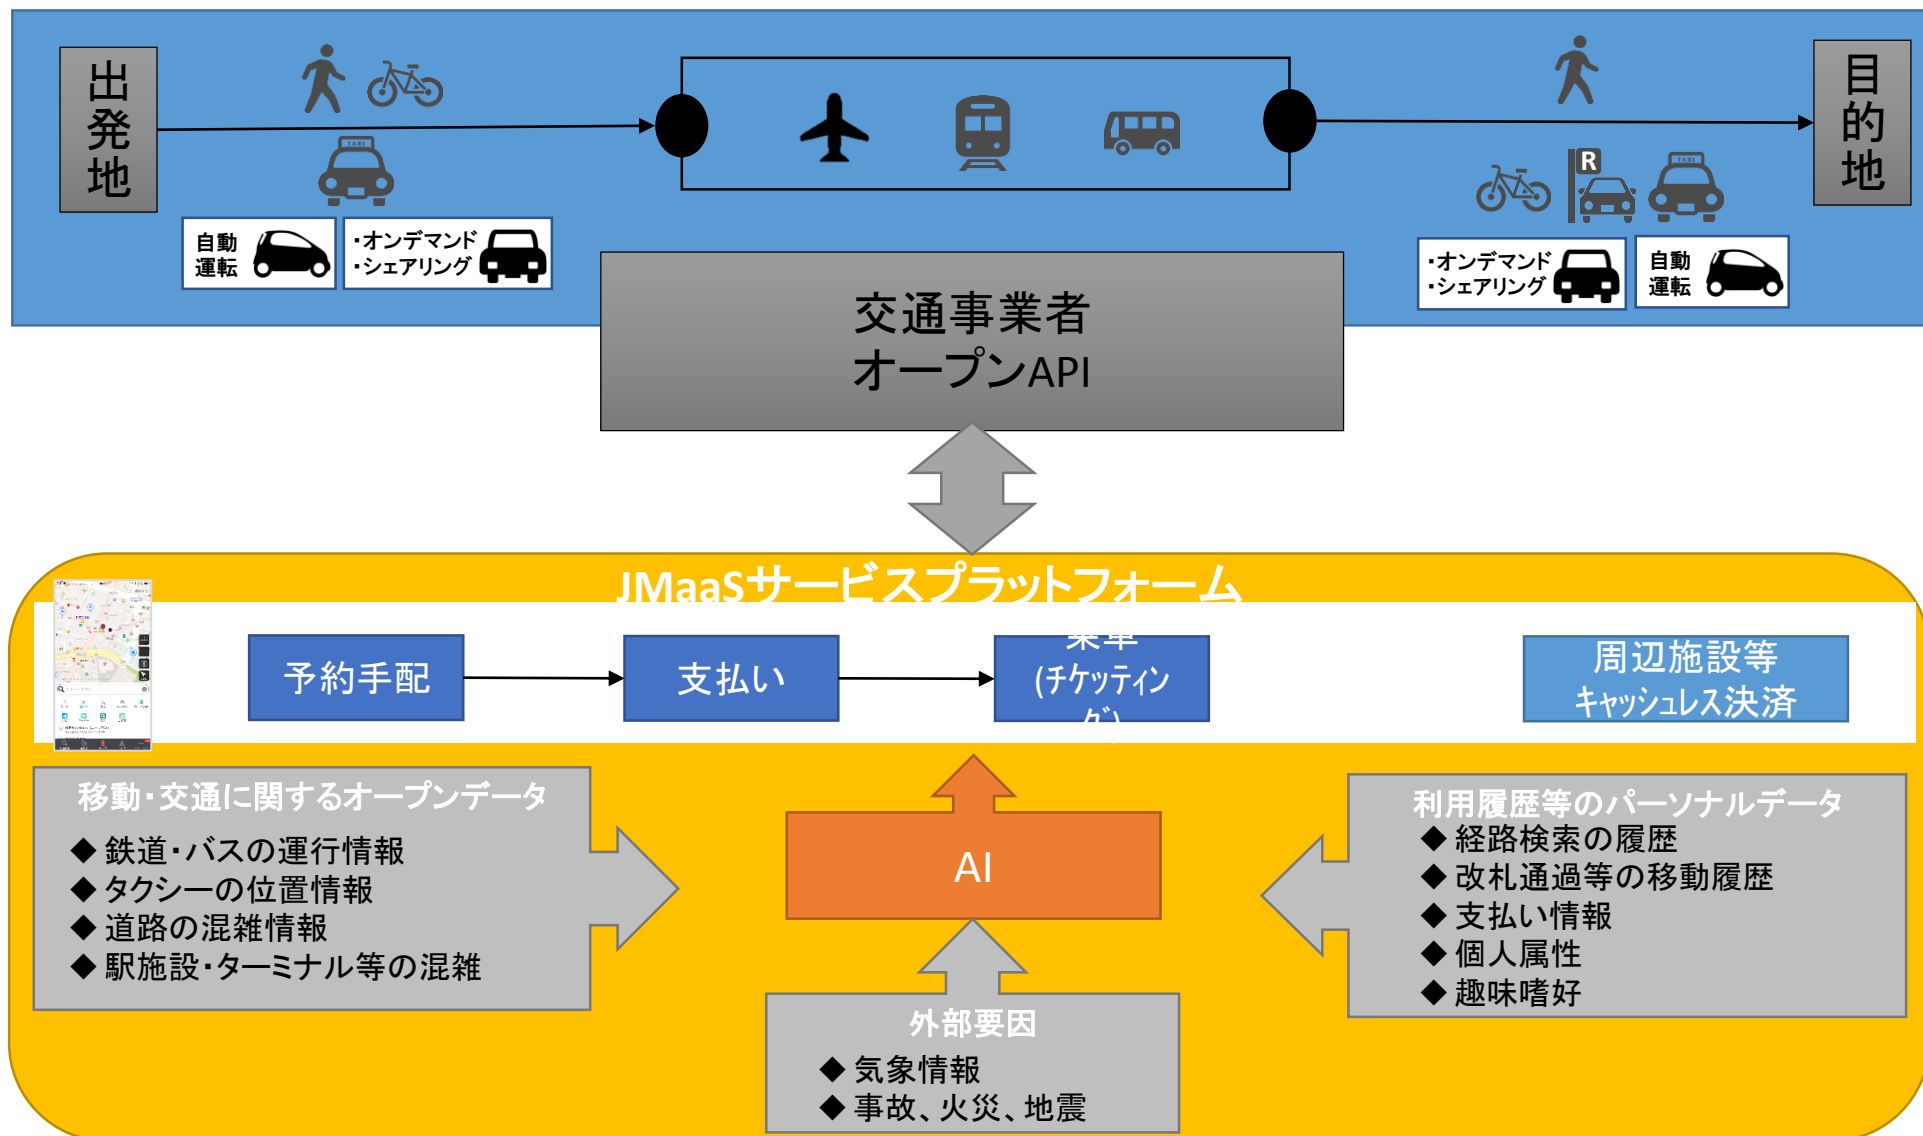 出発地
目的地
TAXI
R
TAXI
自動
運転
・オンデマンド
・シェアリング
・オンデマンド
・シェアリング
自動
運転
交通事業者
オープンAPI
JMaaSサービスプラットフォーム
予約手配
支払い
乗車
(チケッティン
グ)
周辺施設等
キャッシュレス決済
移動・交通に関するオープンデータ
◆ 鉄道・バスの運行情報
◆ タクシーの位置情報
◆ 道路の混雑情報
◆ 駅施設・ターミナル等の混雑
AI
利用履歴等のパーソナルデータ
◆ 経路検索の履歴
◆ 改札通過等の移動履歴
◆ 支払い情報
◆ 個人属性
◆ 趣味嗜好
外部要因
◆ 気象情報
◆ 事故、火災、地震